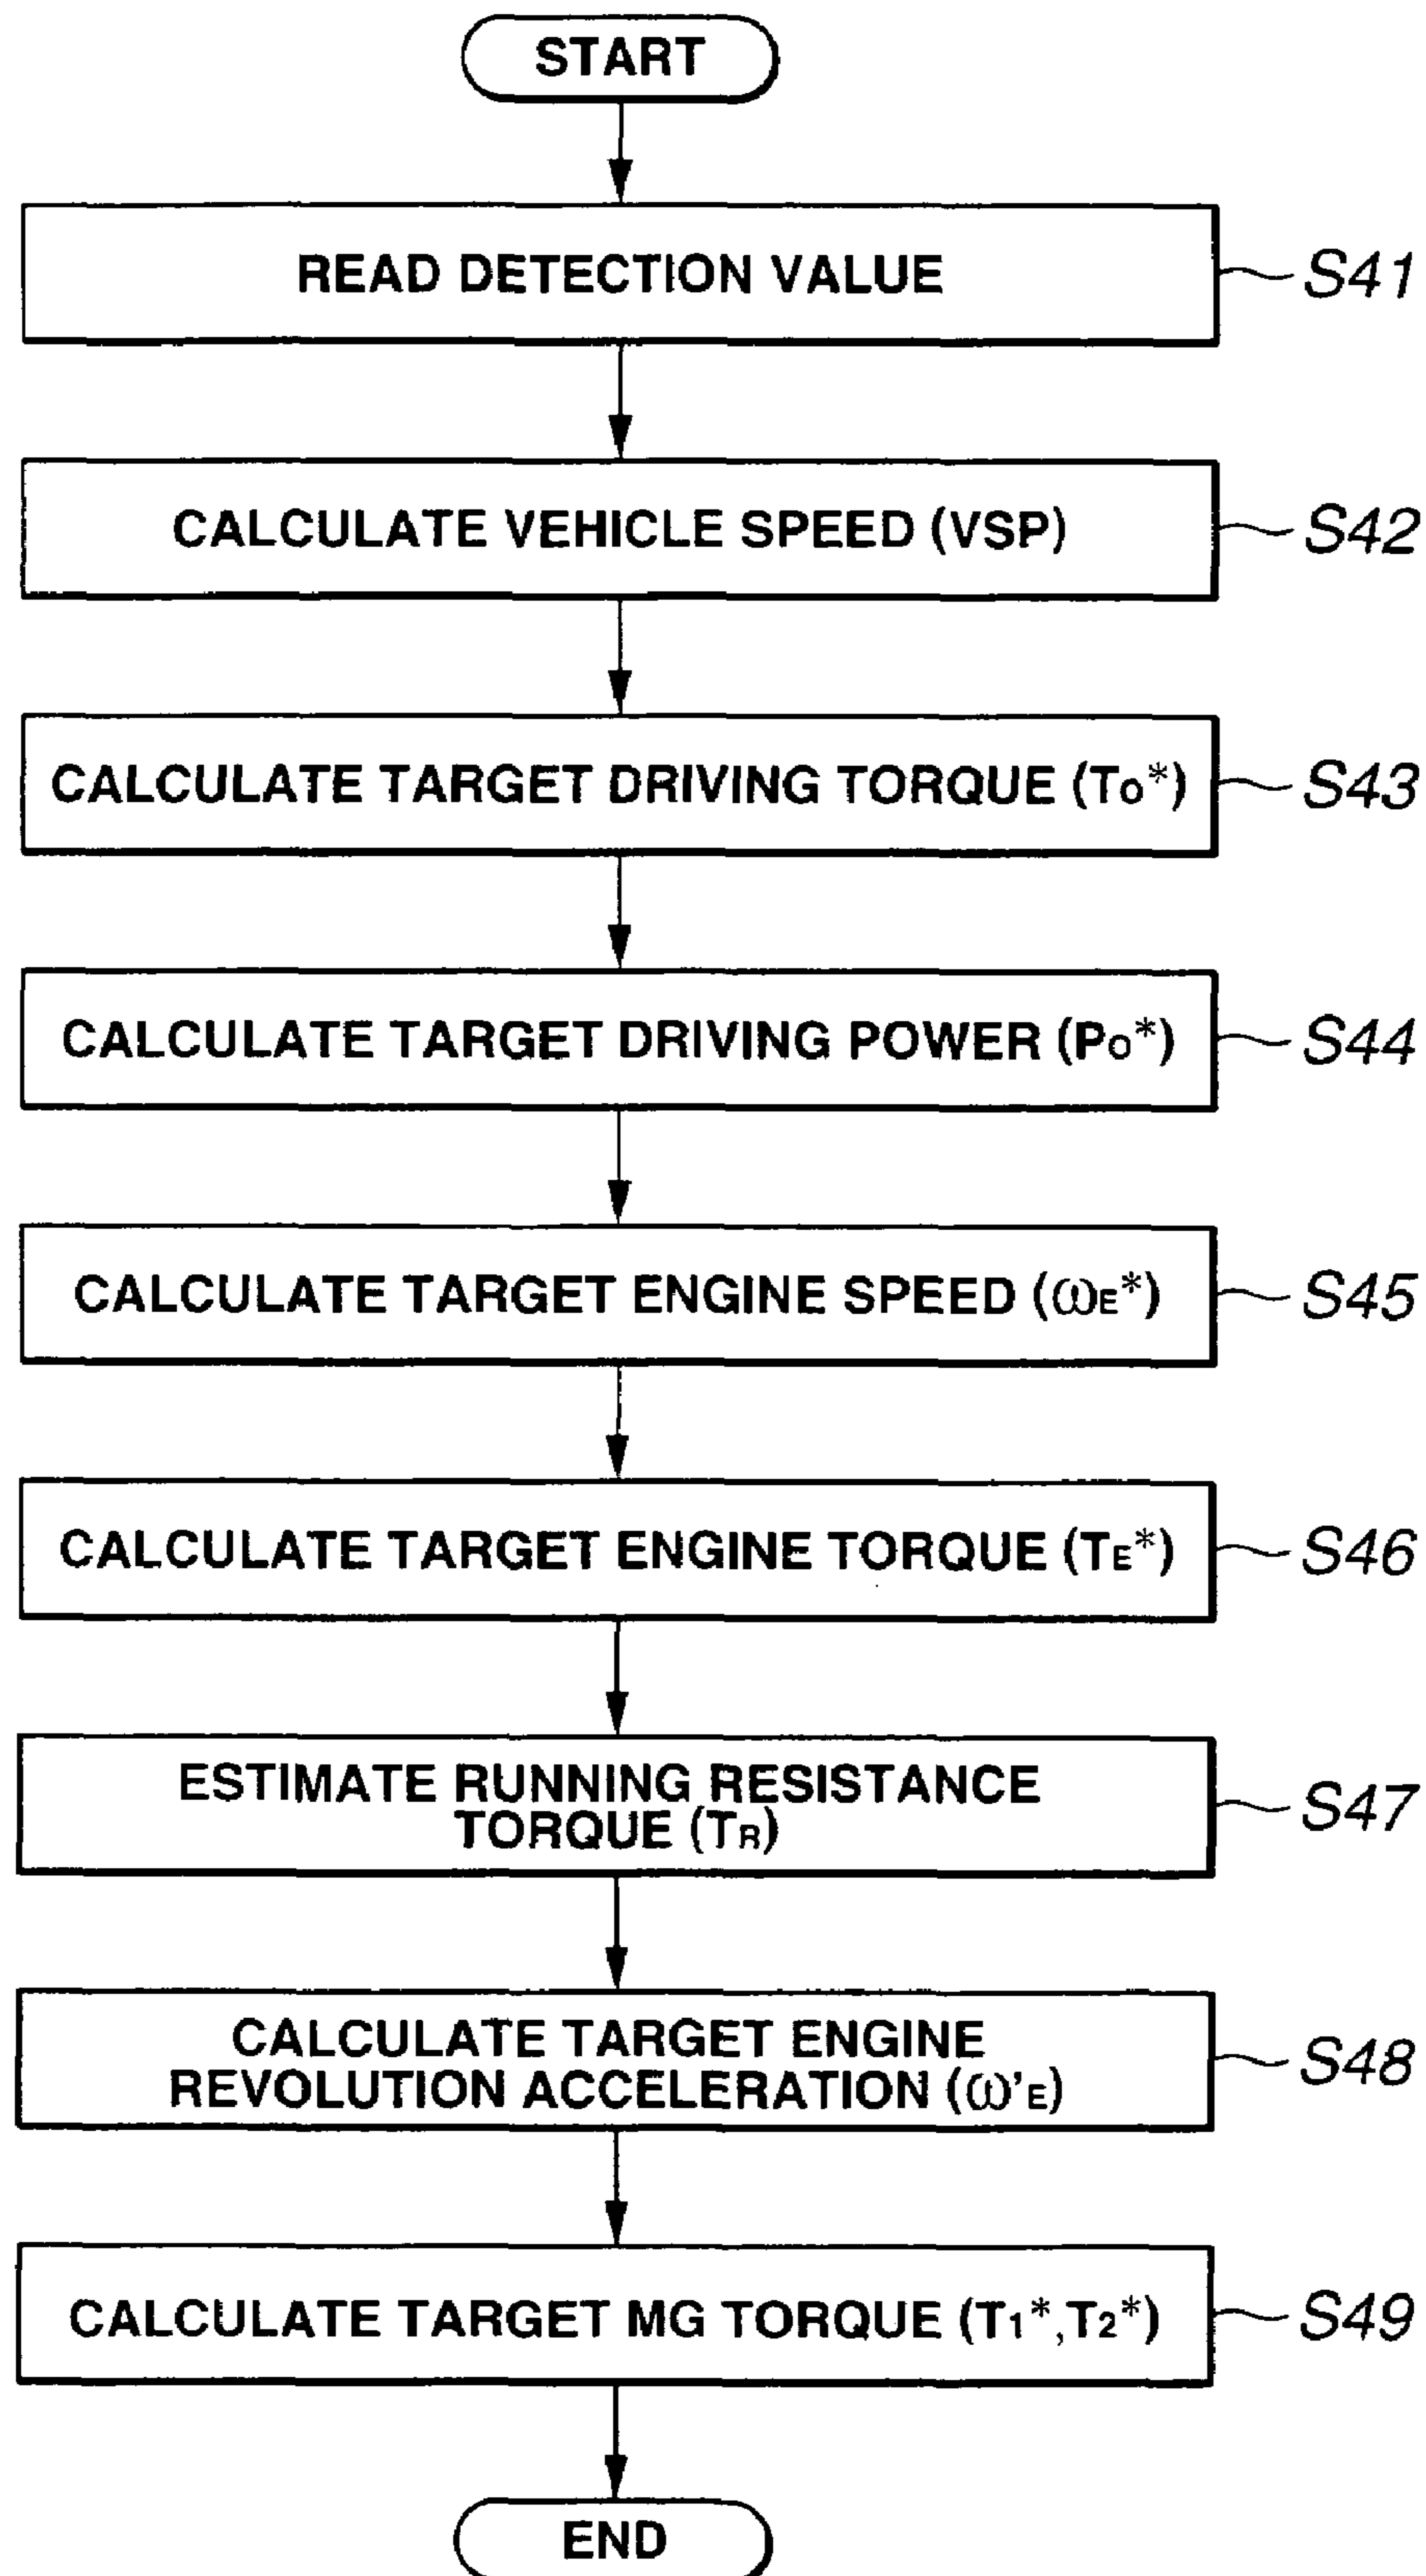 START
READ DETECTION VALUE
S41
CALCULATE VEHICLE SPEED (VSP)
S42
CALCULATE TARGET DRIVING TORQUE (To*)
S43
CALCULATE TARGET DRIVING POWER (Po*)
S44
CALCULATE TARGET ENGINE SPEED (ωE*)
S45
CALCULATE TARGET ENGINE TORQUE (TE*)
S46
ESTIMATE RUNNING RESISTANCE
TORQUE (TR)
S47
CALCULATE TARGET ENGINE
REVOLUTION ACCELERATION (ω'E)
S48
CALCULATE TARGET MG TORQUE (T1*,T2*)
S49
END